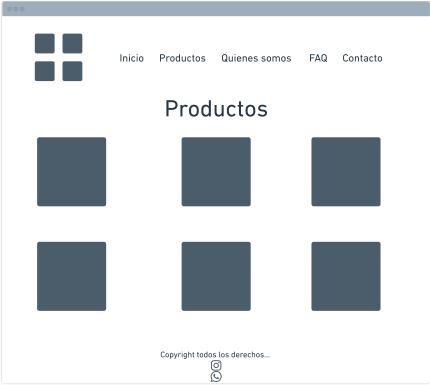 Inicio Productos Quienes somos FAQ Contacto
Productos
Copyright todos los derechos...